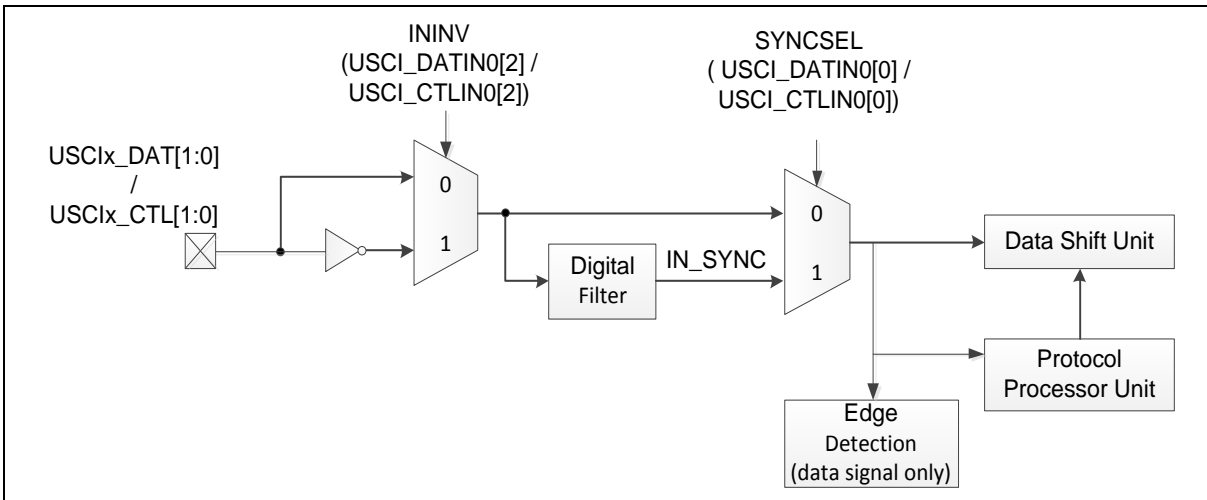 ININV
(USCI_DATIN0[2] /
USCI_CTLIN0[2])
SYNCSEL
( USCI_DATIN0[0] /
USCI_CTLIN0[0])
USCIx_DAT[1:0]
/
USCIx_CTL[1:0]
0
1
Digital
Filter
IN_SYNC
0
1
Data Shift Unit
Protocol
Processor Unit
Edge
Detection
(data signal only)